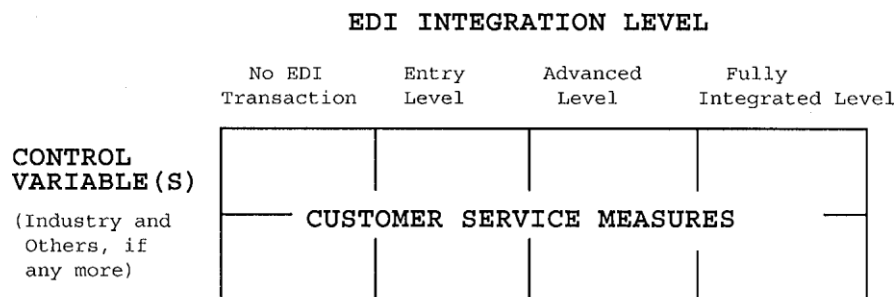 EDI INTEGRATION LEVEL
No EDI Entry Advanced Fully
Transaction Level Level Integrated Level
CONTROL
VARIABLE(S)
(Industry and
Others, if
any more)
CUSTOMER SERVICE MEASURES